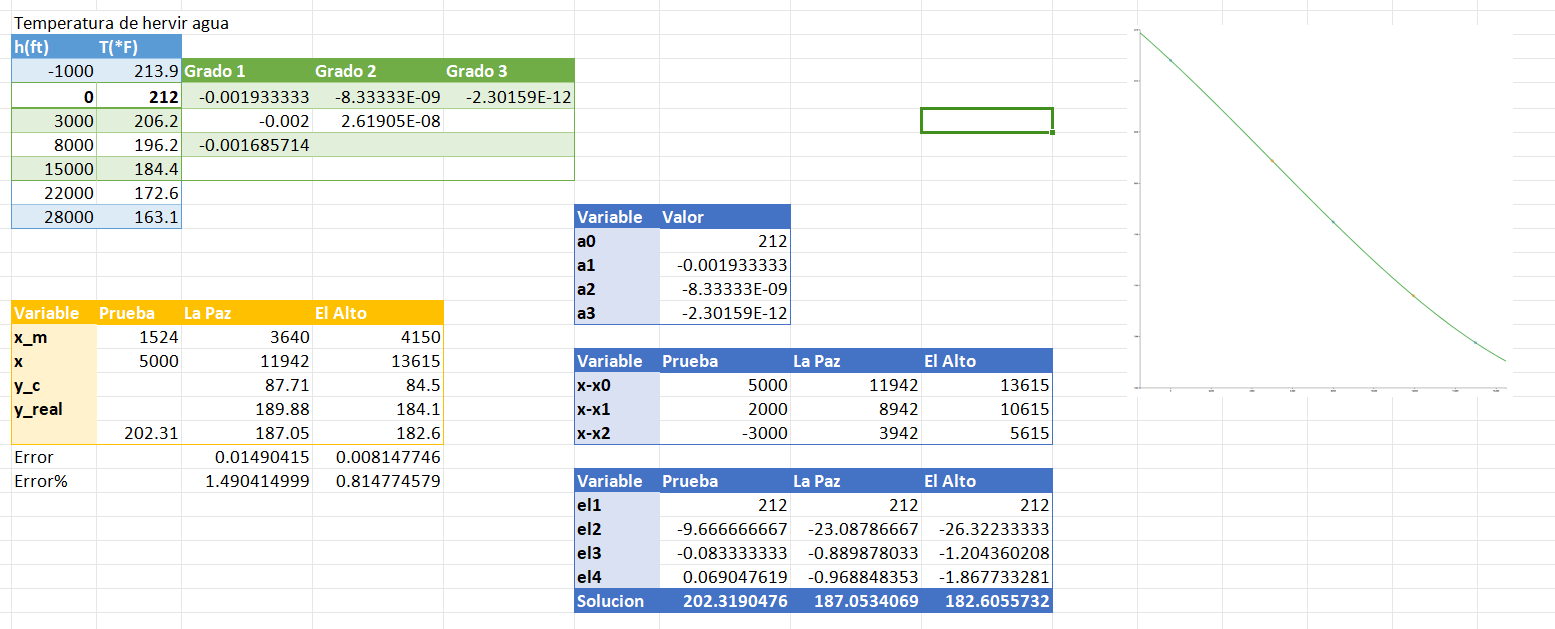 Temperatura de hervir agua
h(ft) T(*F)
-1000 213.9 Grado 1 Grado 2 Grado 3
0 212 -0.001933333 -8.33333E-09 -2.30159E-12
3000 206.2 -0.002 2.61905E-08
8000 196.2 -0.001685714
15000 184.4
22000 172.6
28000 163.1
Variable Valor
a0 212
a1 -0.001933333
a2 -8.33333E-09
a3 -2.30159E-12
Variable Prueba La Paz El Alto
x_m 1524 3640 4150
x 5000 11942 13615
y_c 87.71 84.5
y_real 189.88 184.1
202.31 187.05 182.6
Error 0.01490415 0.008147746
Error% 1.490414999 0.814774579
Variable Prueba La Paz El Alto
x-x0 5000 11942 13615
x-x1 2000 8942 10615
x-x2 -3000 3942 5615
Variable Prueba La Paz El Alto
el1 212 212 212
el2 -9.666666667 -23.08786667 -26.32233333
el3 -0.083333333 -0.889878033 -1.204360208
el4 0.069047619 -0.968848353 -1.867733281
Solucion 202.3190476 187.0534069 182.6055732